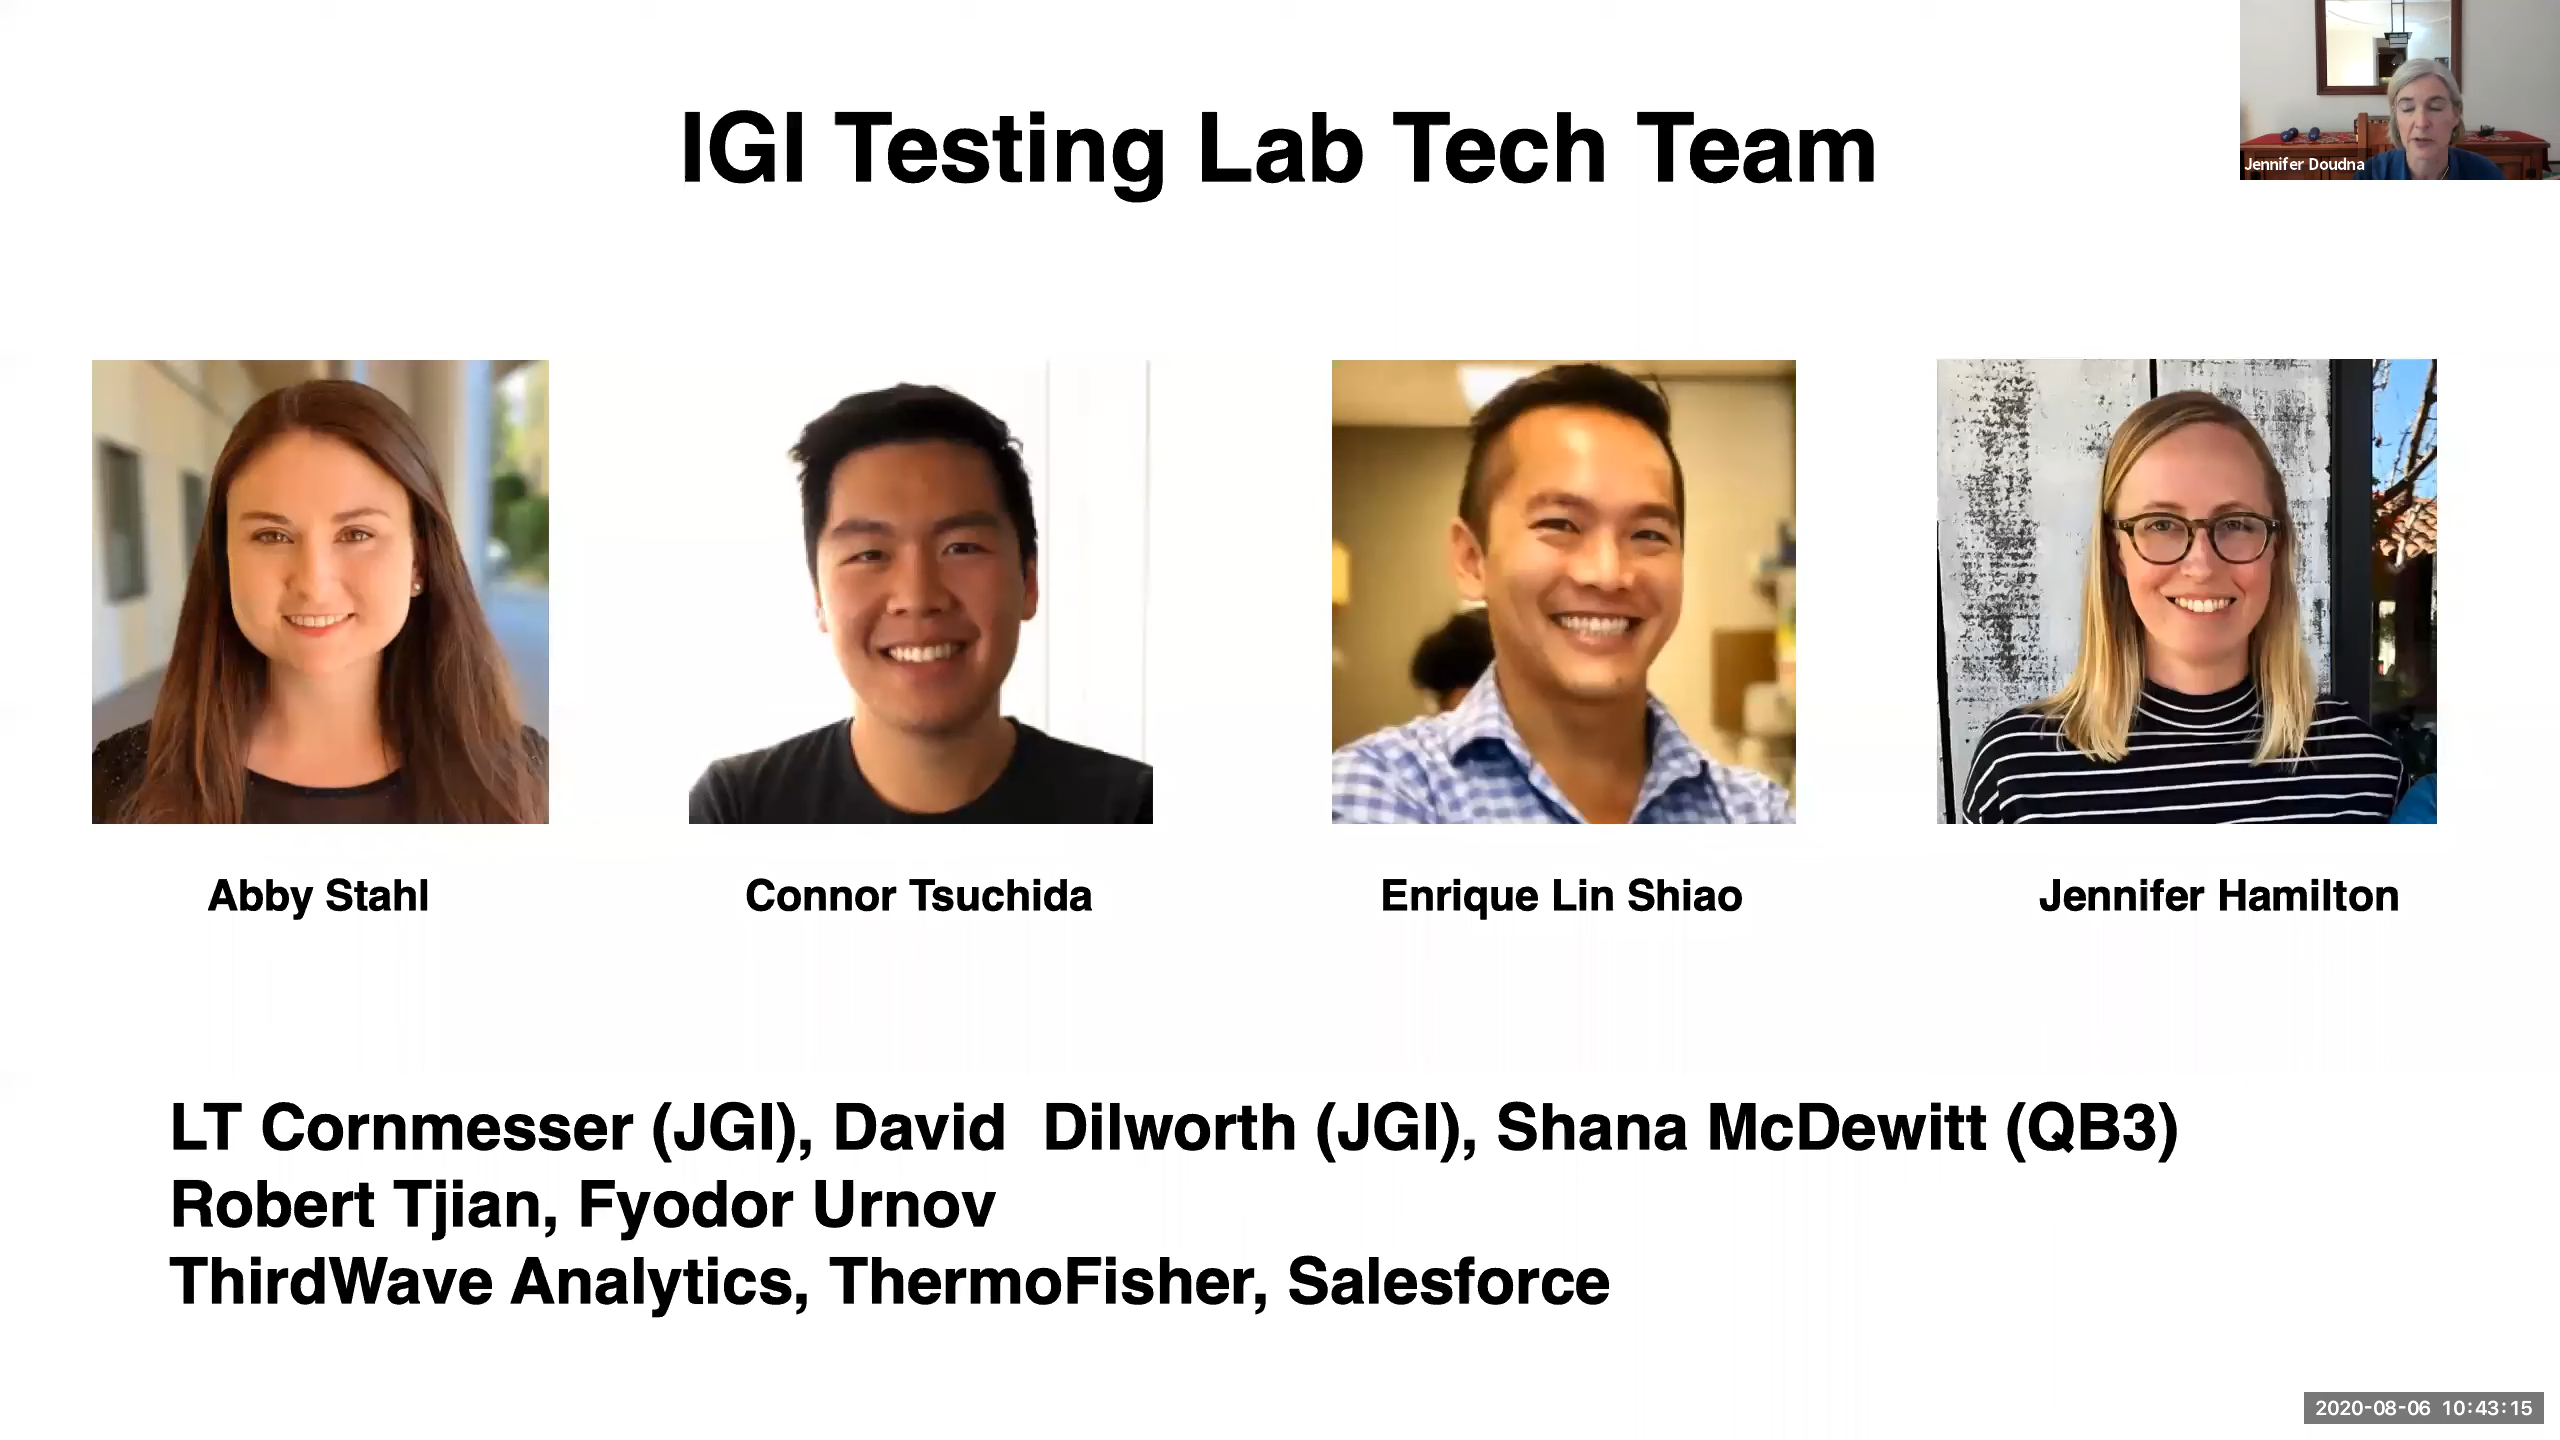 IGI Testing Lab Tech Team
Jennifer Doudna
Abby Stahl
Connor Tsuchida
Enrique Lin Shiao
Jennifer Hamilton
LT Cornmesser (JGI), David  Dilworth (JGI), Shana McDewitt (QB3)
Robert Tjian, Fyodor Urnov
ThirdWave Analytics, ThermoFisher, Salesforce
2020-08-06 10:43:15